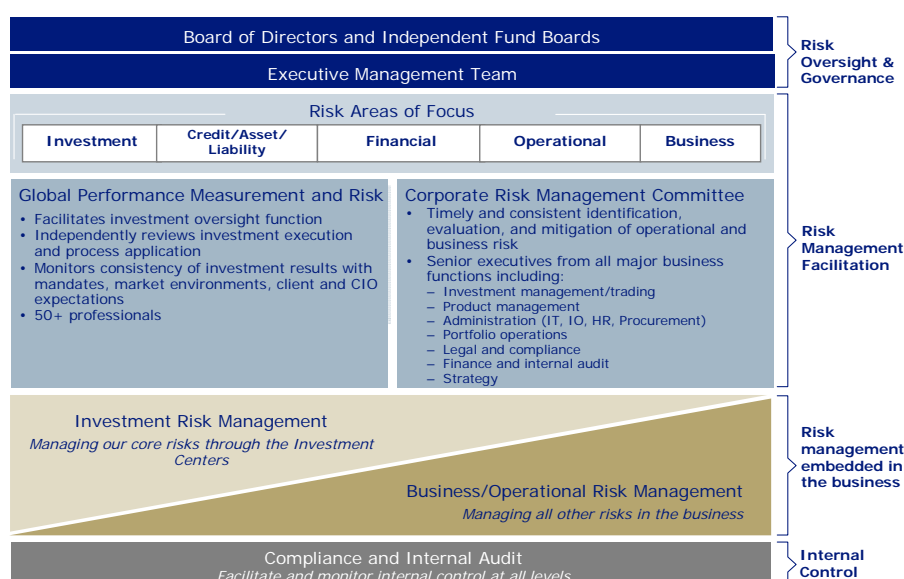 Board of Directors and Independent Fund Boards
Executive Management Team
Risk
Oversight &
Governance
Risk Areas of Focus
Investment
Credit/Asset/
Liability
Financial
Operational
Business
Global Performance Measurement and Risk
• Facilitates investment oversight function
• Independently reviews investment execution
and process application
• Monitors consistency of investment results with
mandates, market environments, client and CIO
expectations
• 50+ professionals
Corporate Risk Management Committee
• Timely and consistent identification,
evaluation, and mitigation of operational and
business risk
• Senior executives from all major business
functions including:
– Investment management/trading
– Product management
– Administration (IT, IO, HR, Procurement)
– Portfolio operations
– Legal and compliance
– Finance and internal audit
– Strategy
Risk
Management
Facilitation
Investment Risk Management
Managing our core risks through the Investment
Centers
Business/Operational Risk Management
Managing all other risks in the business
Risk
management
embedded in
the business
Compliance and Internal Audit
Facilitate and monitor internal control at all levels
Internal
Control